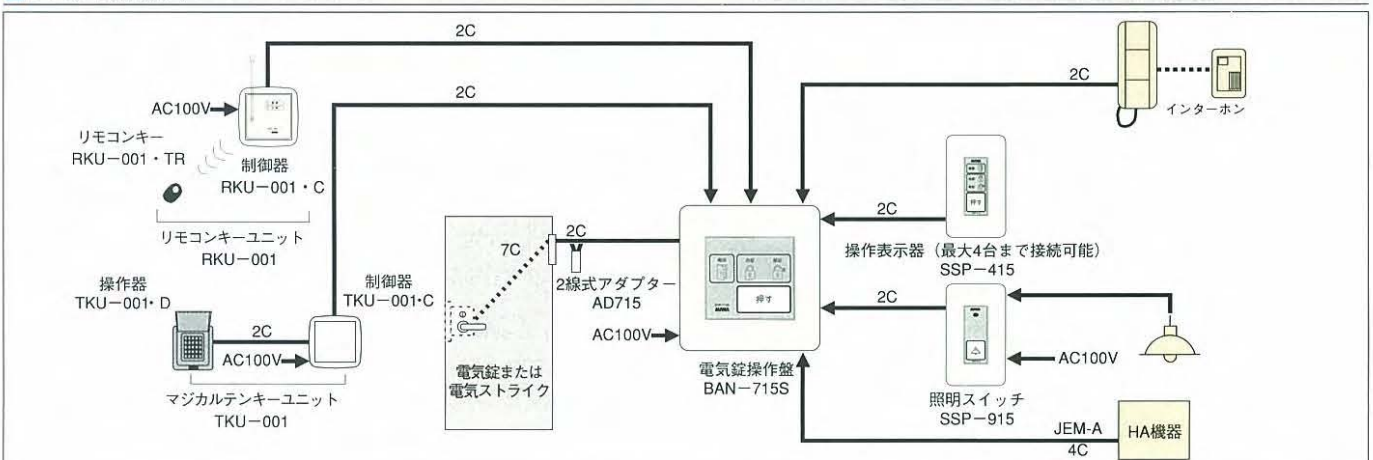 2C
2C
AC100V
リモコンキー
RKU－001・TR
制御器
RKU－001・C
リモコンキーユニット
RKU－001
操作器
TKU－001・D
2C
AC100V
制御器
TKU－001・C
マジカルテンキーユニット
TKU－001
7C
2C
2線式アダプター
AD715
電気錠または
電気ストライク
AC100V
押す
電気錠操作盤
BAN－715S
2C
インターホン
押す
2C
操作表示器（最大4台まで接続可能）
SSP－415
2C
AC100V
照明スイッチ
SSP－915
JEM-A
4C
HA機器